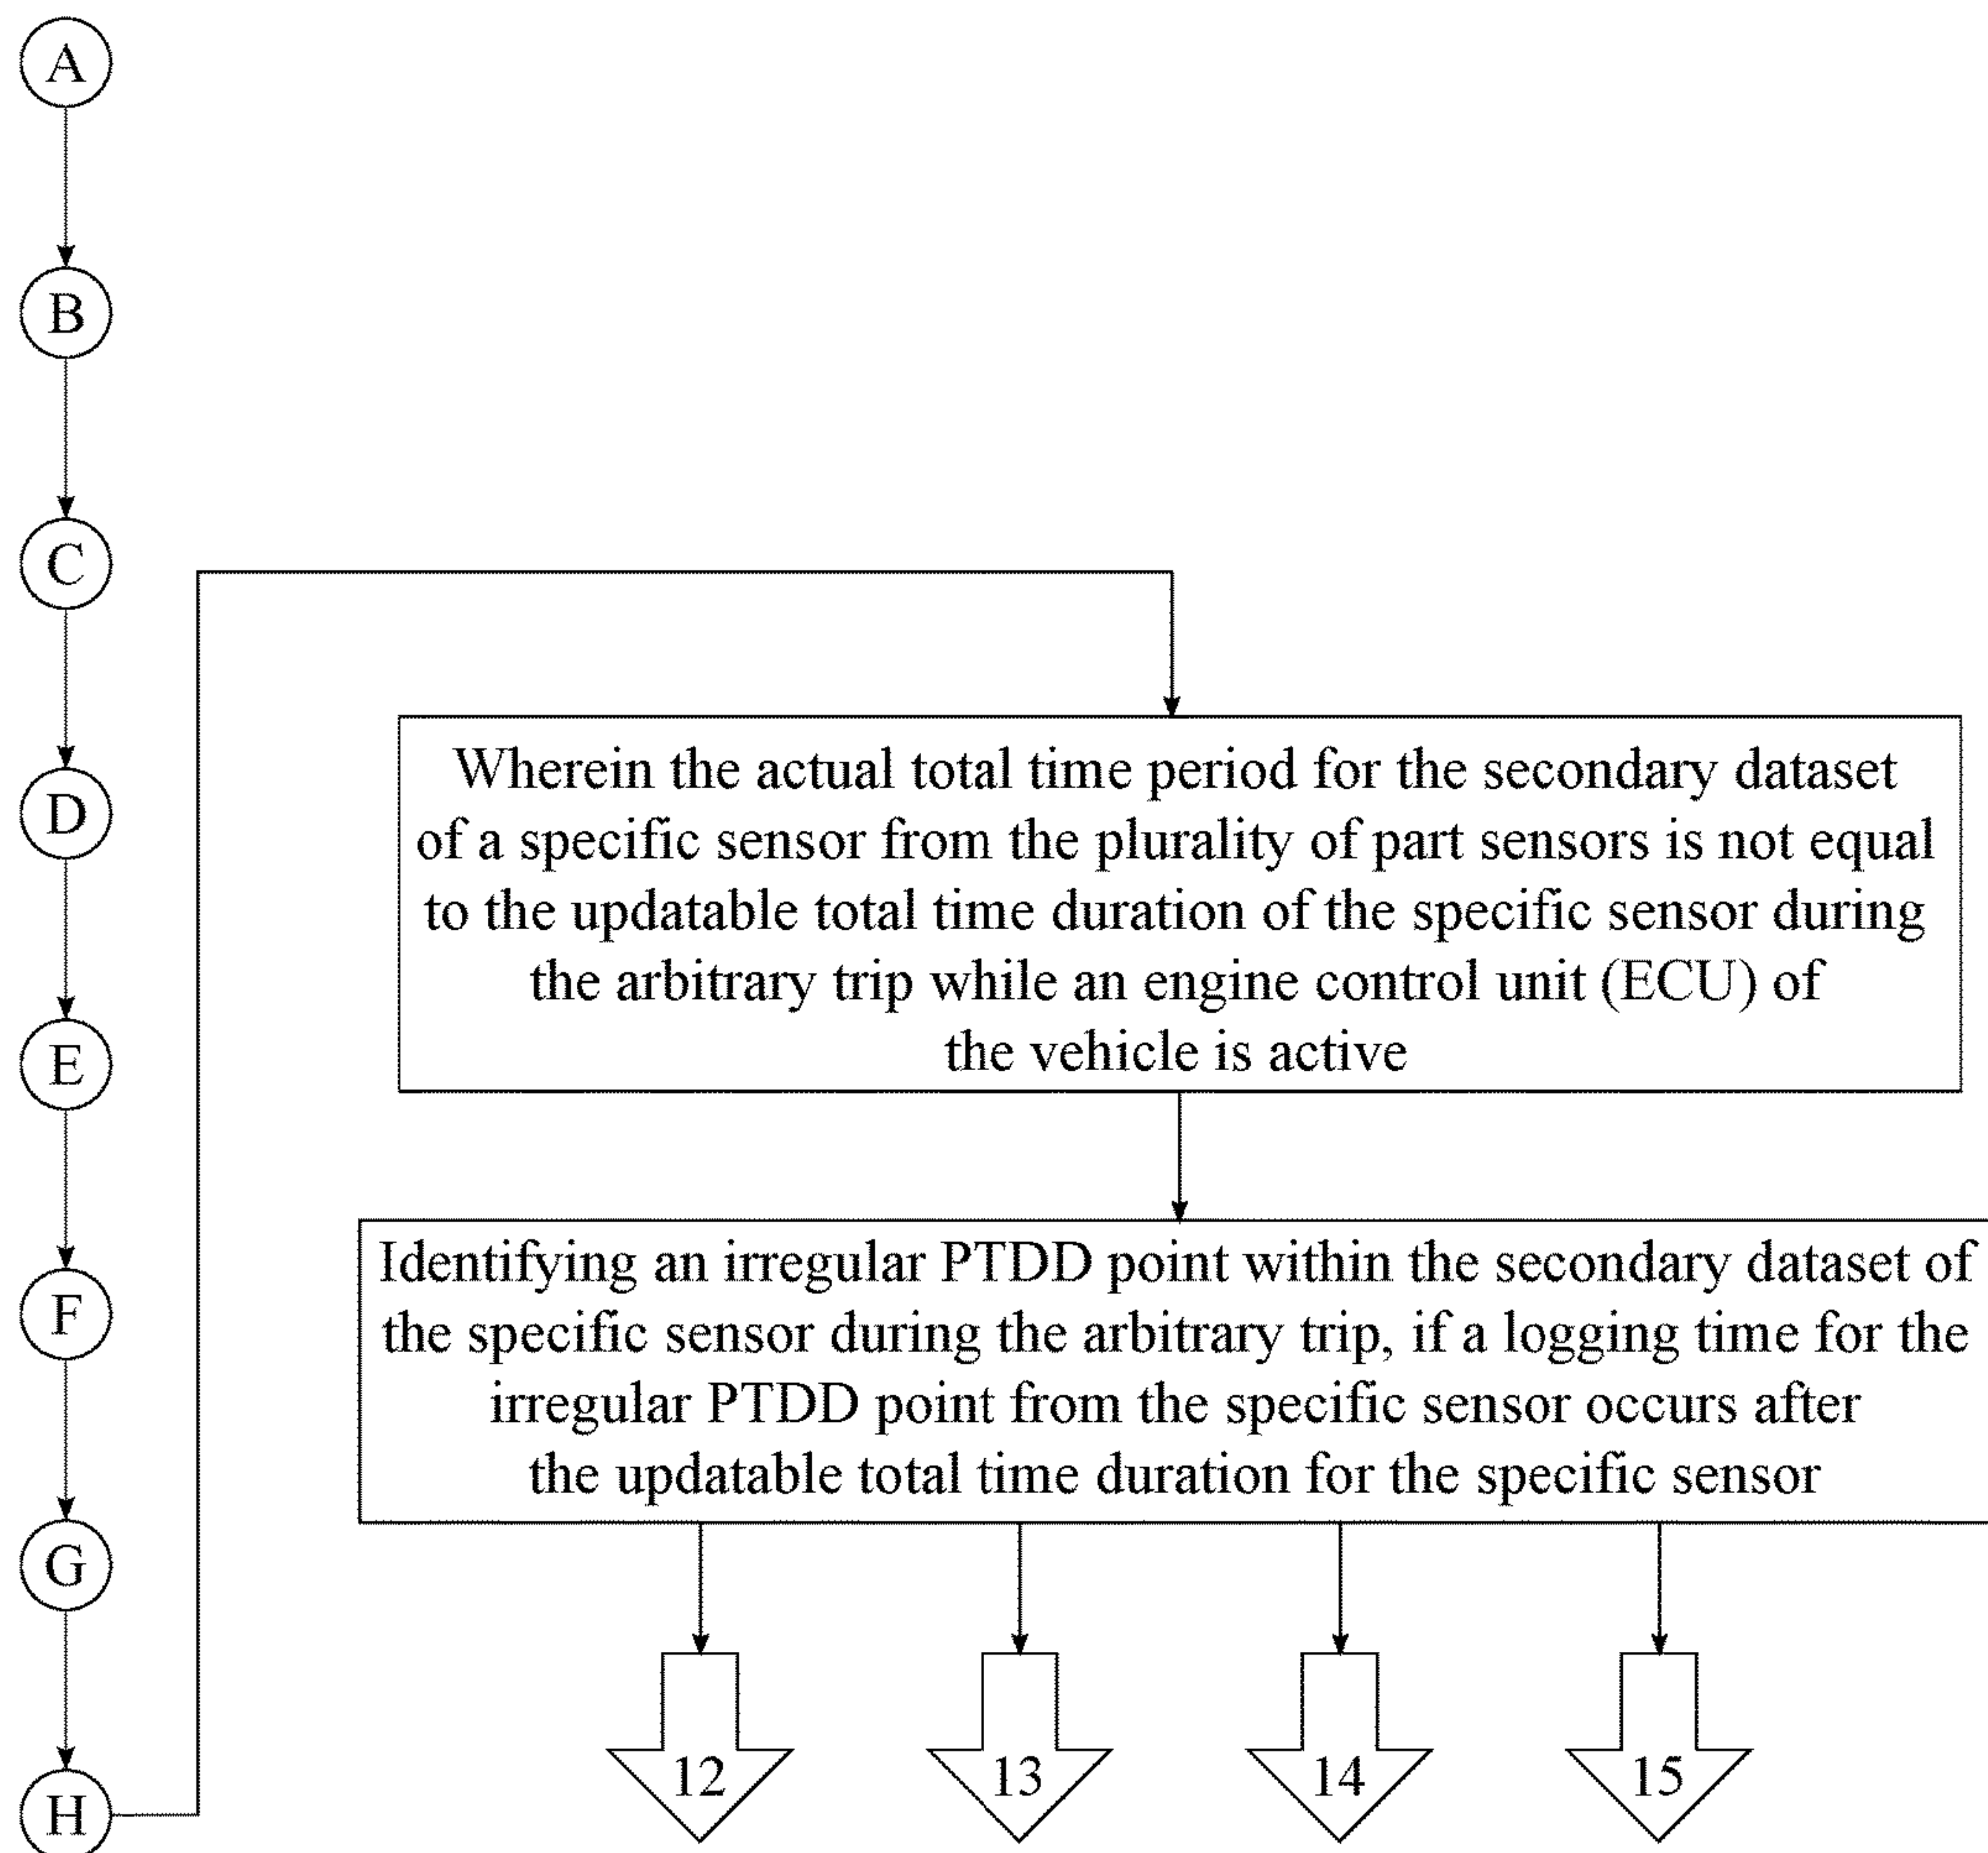 A
B
C
D
E
F
G
H
Wherein the actual total time period for the secondary dataset
of a specific sensor from the plurality of part sensors is not equal
to the updatable total time duration of the specific sensor during
the arbitrary trip while an engine control unit (ECU) of
the vehicle is active
Identifying an irregular PTDD point within the secondary dataset of
the specific sensor during the arbitrary trip, if a logging time for the
irregular PTDD point from the specific sensor occurs after
the updatable total time duration for the specific sensor
12 13 14 15